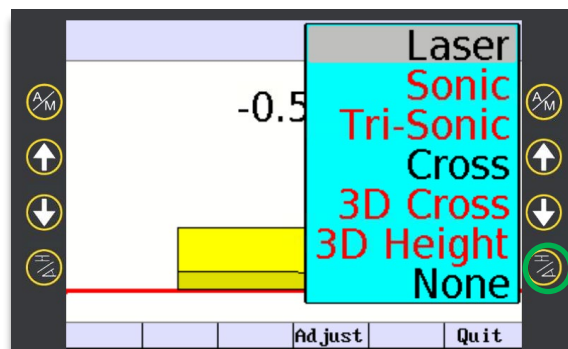 Laser
Sonic
-0.5
Tri-Sonic
Cross
3D Cross
3D Height
None
A/M
A/M
Adjust
Quit